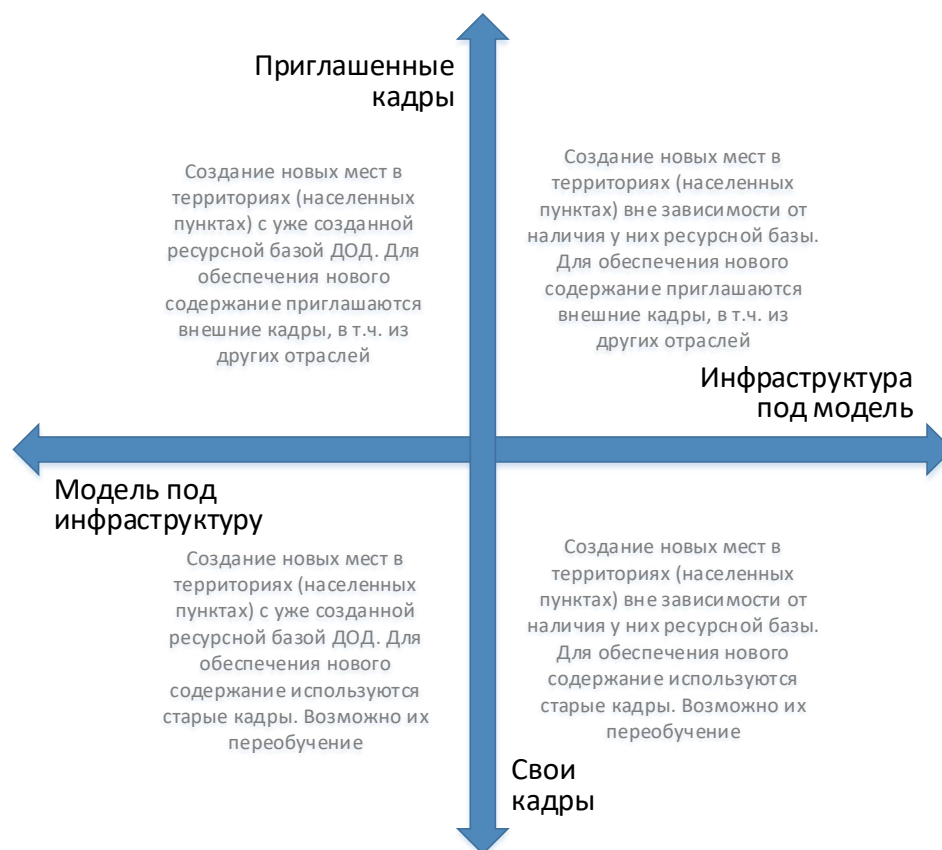 Приглашенные
кадры
Создание новых мест в
территориях (населенных
пунктах) с уже созданной
ресурсной базой ДОД. Для
обеспечения нового
содержание приглашаются
внешние кадры, в т.ч. из
других отраслей
Создание новых мест в
территориях (населенных
пунктах) вне зависимости от
наличия у них ресурсной базы.
Для обеспечения нового
содержание приглашаются
внешние кадры, в т.ч. из
других отраслей
Инфраструктура
под модель
Модель под
инфраструктуру
Создание новых мест в
территориях (населенных
пунктах) с уже созданной
ресурсной базой ДОД. Для
обеспечения нового
содержание используются
старые кадры. Возможно их
переобучение
Создание новых мест в
территориях (населенных
пунктах) вне зависимости от
наличия у них ресурсной базы.
Для обеспечения нового
содержание используются
старые кадры. Возможно их
переобучение
Свои
кадры